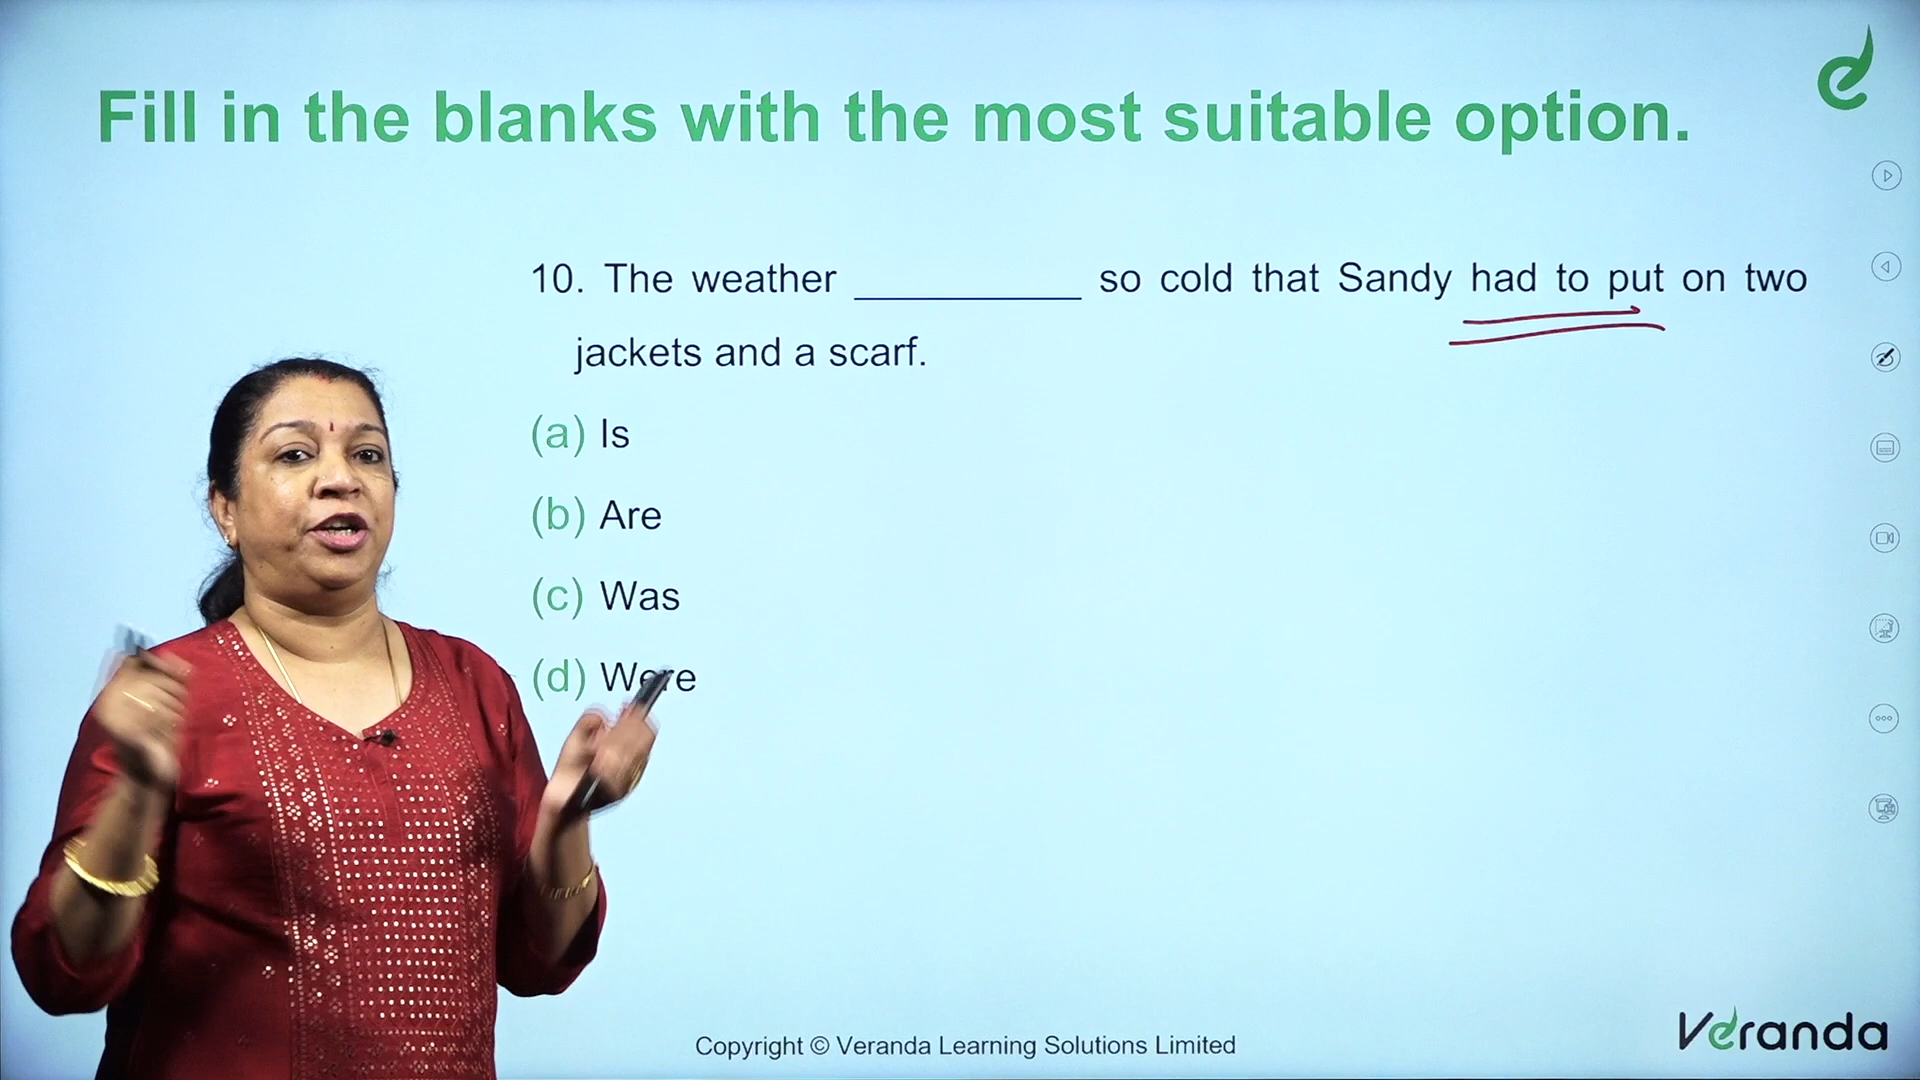 Fill in the blanks with the most suitable option.
10. The weather ___________ so cold that Sandy had to put on two
jackets and a scarf.
(a) Is
(b) Are
(c) Was
(d) Were
Copyright © Veranda Learning Solutions Limited
Veranda